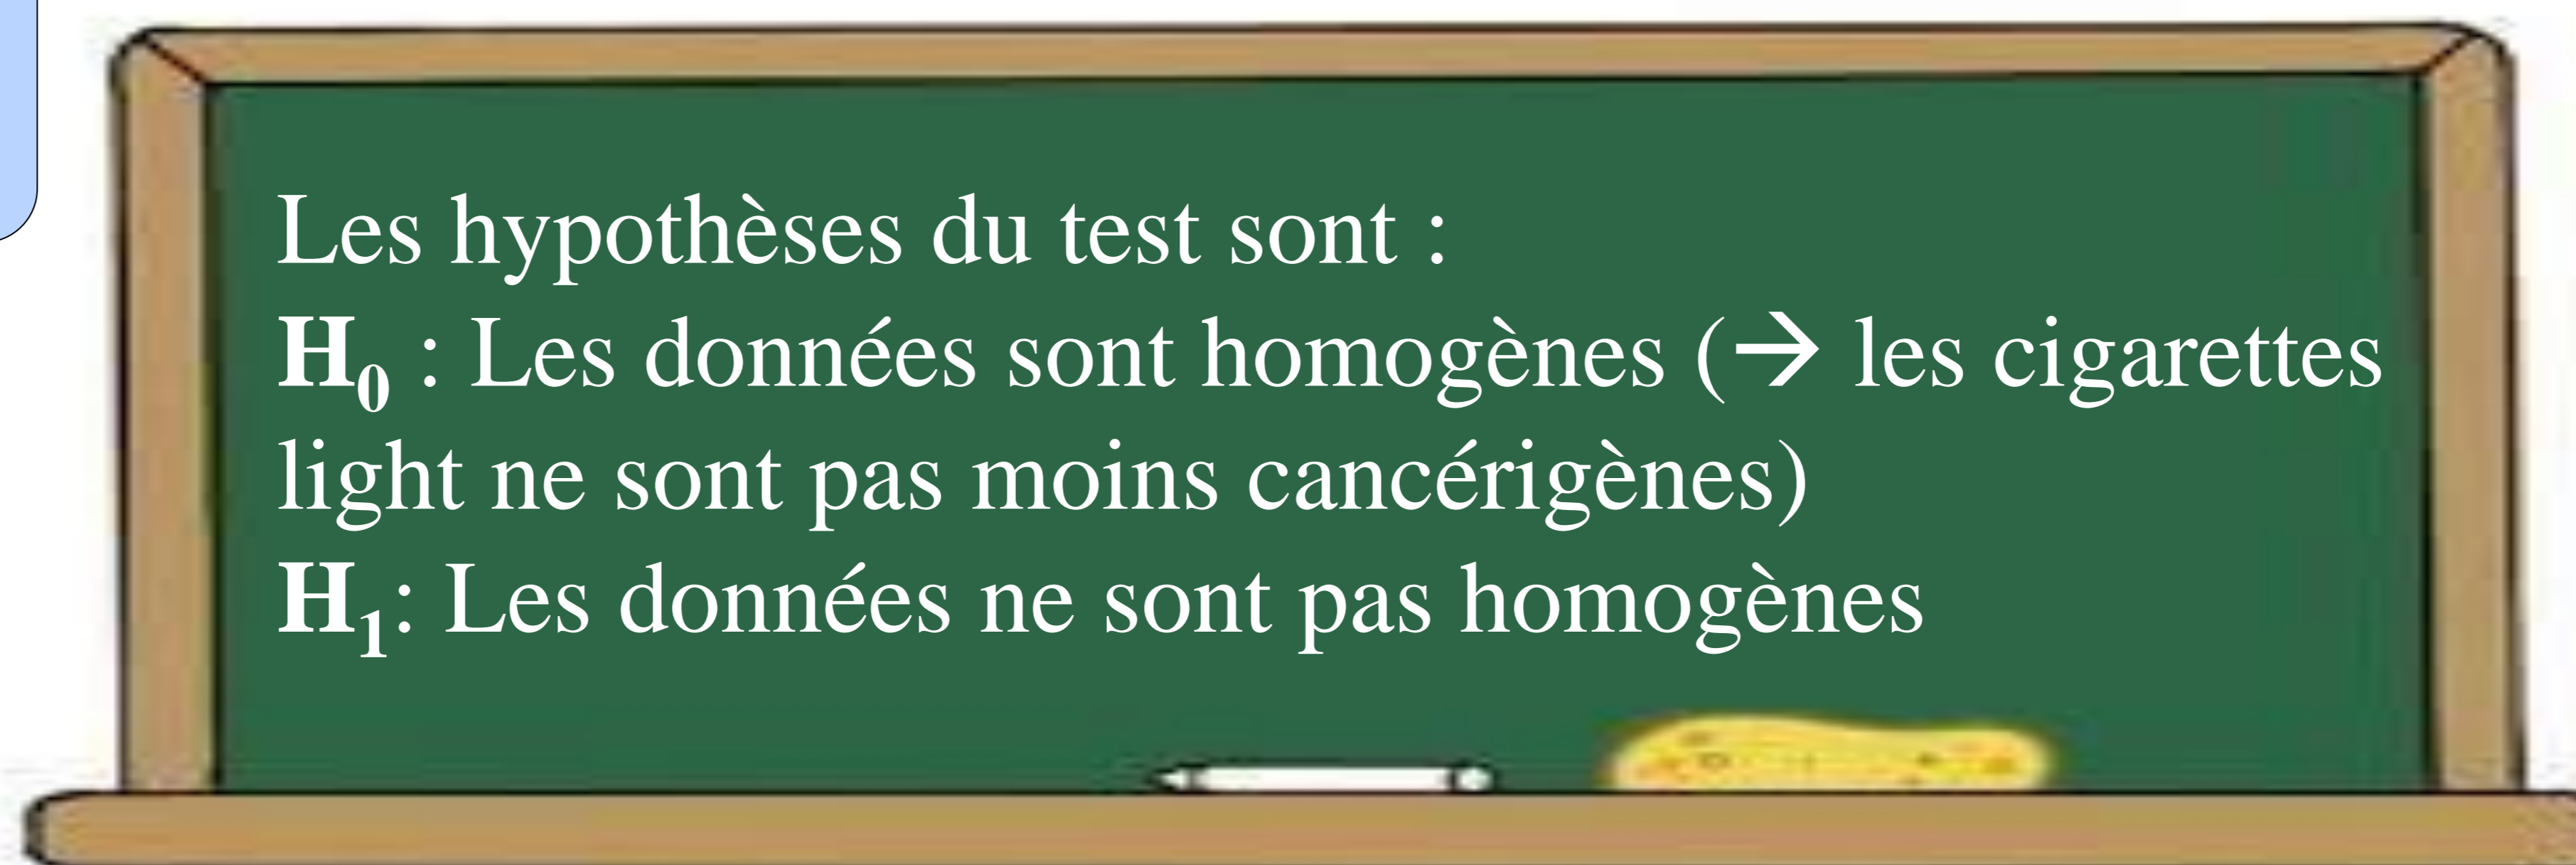 Les hypothèses du test sont :
H₀ : Les données sont homogènes (→ les cigarettes
light ne sont pas moins cancérigènes)
H₁: Les données ne sont pas homogènes